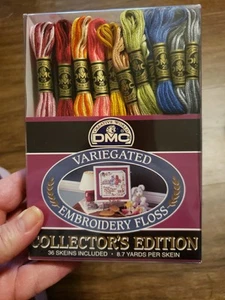 DMC
VARIEGATED
EMBROIDERY FLOSS
COLLECTOR'S EDITION
36 SKEINS INCLUDED • 8.7 YARDS PER SKEIN